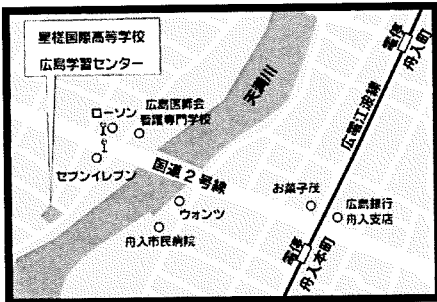 星槎国際高等学校
広島学習センター
ローソン
広島医師会
看護専門学校
セブンイレブン
天満川
国道2号線
ウォンツ
舟入市民病院
お菓子茂
広島銀行
舟入支店
広電江波線
電停
舟入町
電停
舟入本町